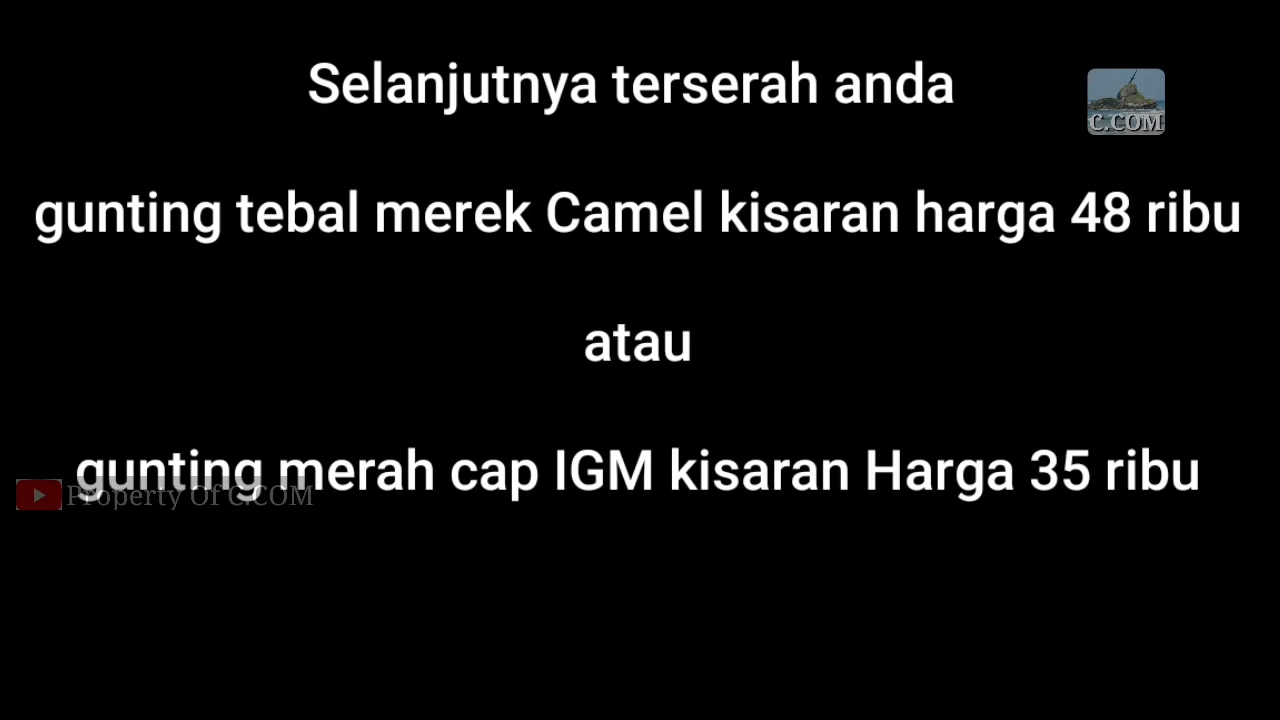 Selanjutnya terserah anda
C.COM
gunting tebal merek Camel kisaran harga 48 ribu
atau
gunting merah cap IGM kisaran Harga 35 ribu
Property Of C.COM